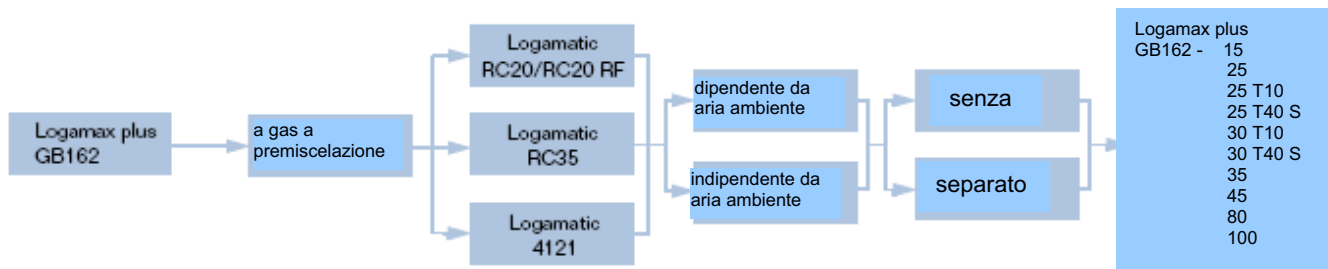 Logamax plus
GB162
a gas a
premiscelazione
Logamatic
RC20/RC20 RF
Logamatic
RC35
Logamatic
4121
dipendente da
aria ambiente
indipendente da
aria ambiente
senza
separato
Logamax plus
GB162 - 15
25
25 T10
25 T40 S
30 T10
30 T40 S
35
45
80
100